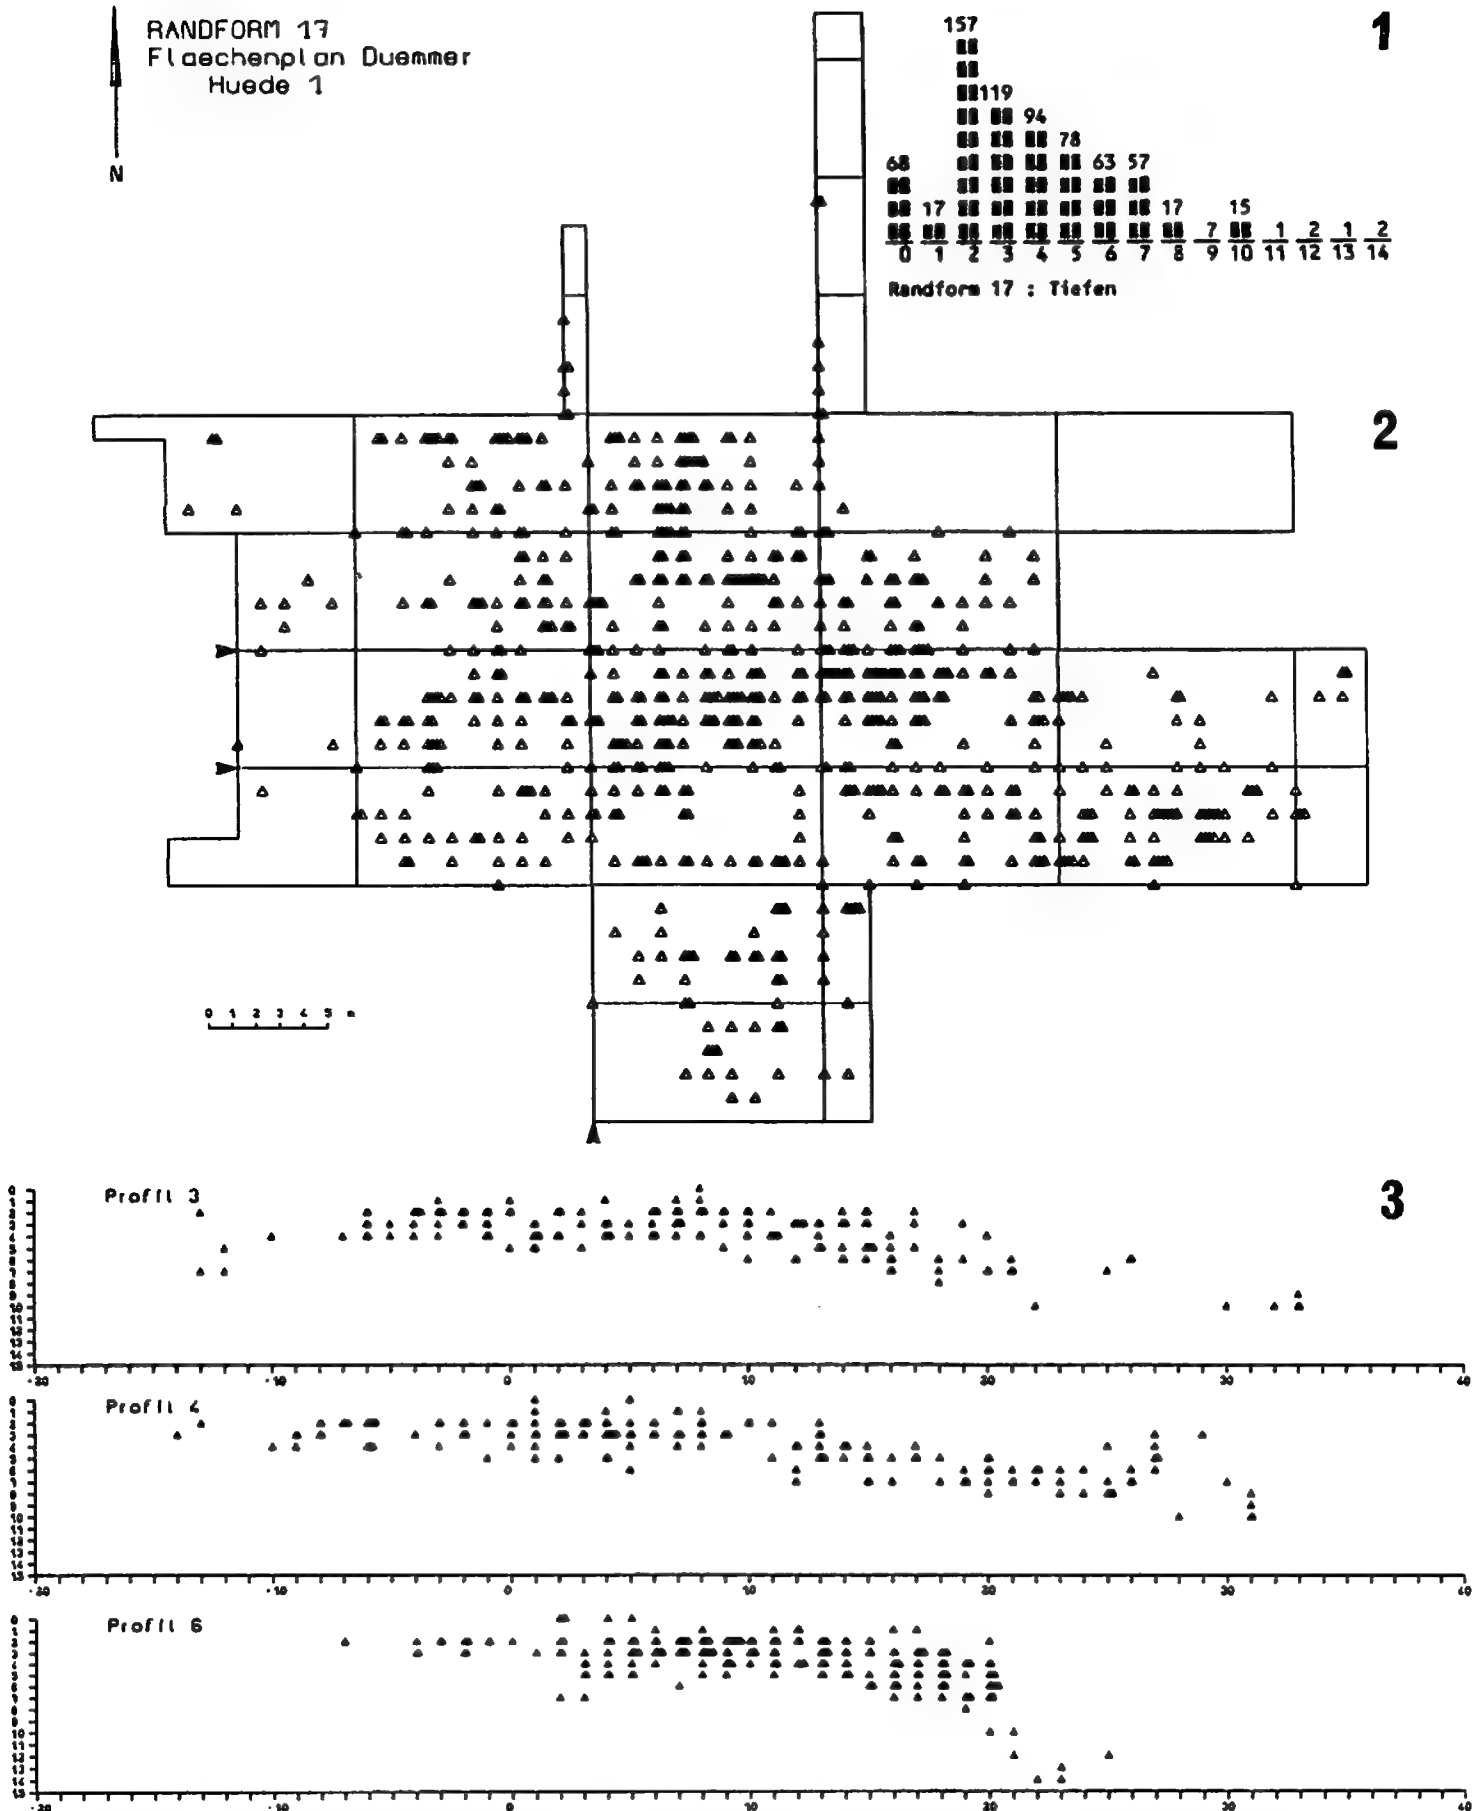 RANDFORM 17
Flaechenplan Duemmer
Huede 1
N
1
157
119
94
78
68
63 57
17
17
15
7
1 2 1 2
0 1 2 3 4 5 6 7 8 9 10 11 12 13 14
Randform 17 : Tiefen
2
0 1 2 3 4 5 m
3
Profil 3
-20 -10 0 10 20 30 40
Profil 4
-20 -10 0 10 20 30 40
Profil 6
-20 -10 0 10 20 30 40